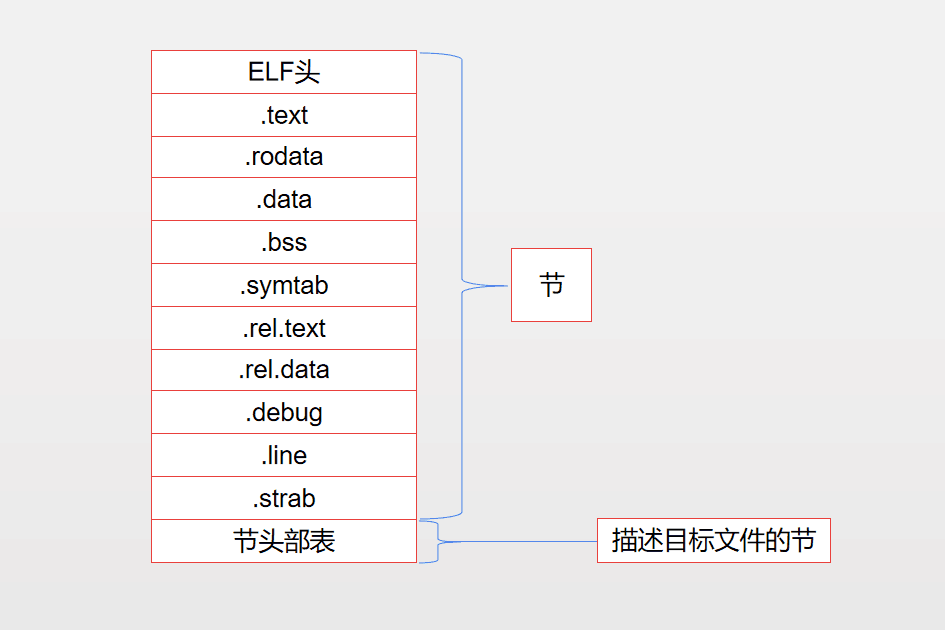 ELF头
.text
.rodata
.data
.bss
.symtab
.rel.text
.rel.data
.debug
.line
.strab
节头部表
节
描述目标文件的节